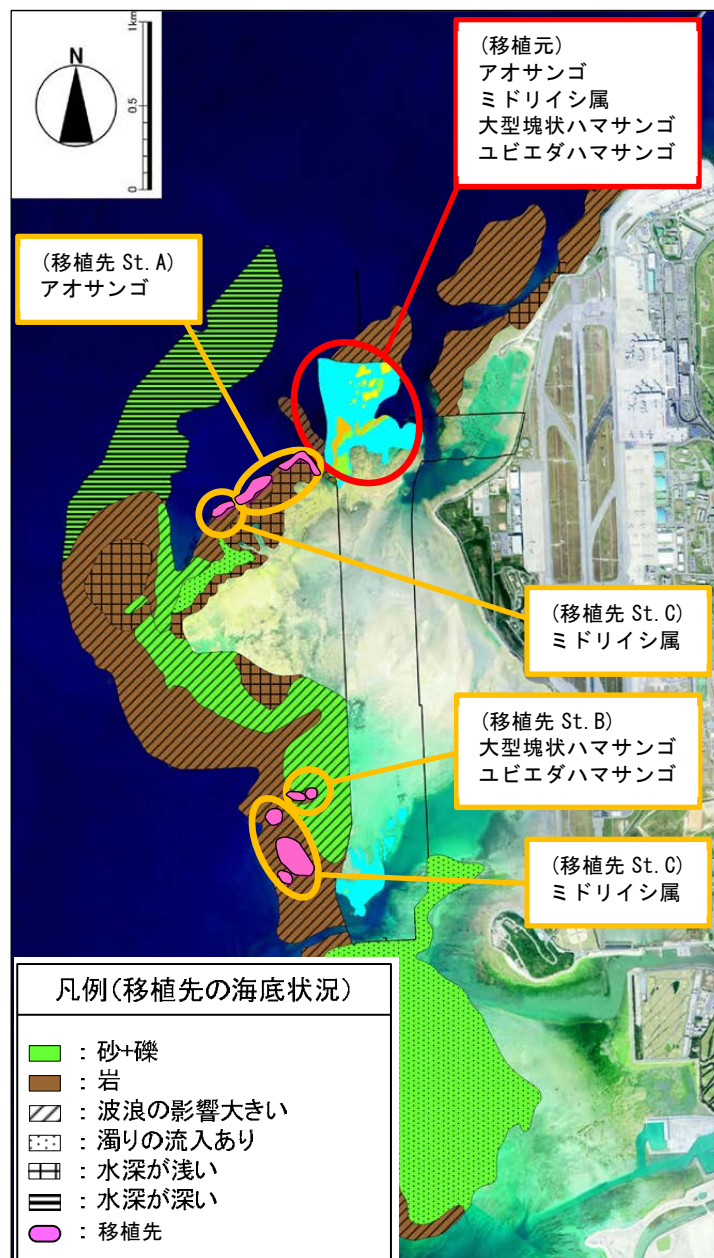 N
1km
0.5
0
(移植元)
アオサンゴ
ミドリイシ属
大型塊状ハマサンゴ
ユビエダハマサンゴ
(移植先 St.A)
アオサンゴ
(移植先 St.C)
ミドリイシ属
(移植先 St.B)
大型塊状ハマサンゴ
ユビエダハマサンゴ
(移植先 St.C)
ミドリイシ属
凡例(移植先の海底状況)
：砂+礫
：岩
：波浪の影響大きい
：濁りの流入あり
：水深が浅い
：水深が深い
：移植先